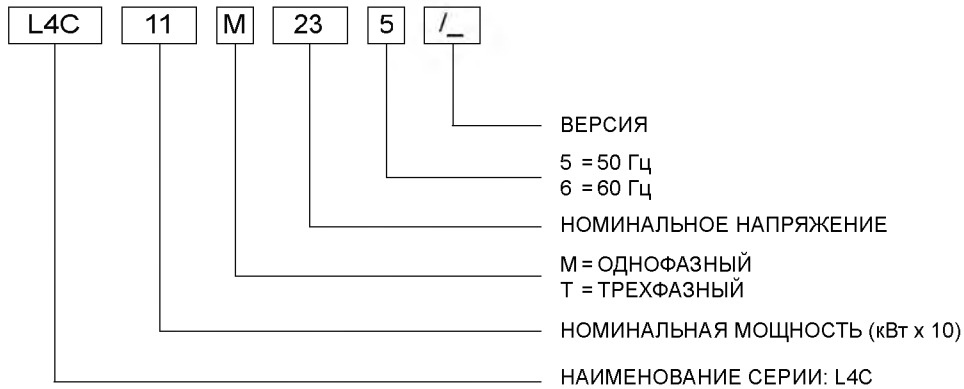 L4C 11 M 23 5 /_
ВЕРСИЯ
5 = 50 Гц
6 = 60 Гц
НОМИНАЛЬНОЕ НАПРЯЖЕНИЕ
М = ОДНОФАЗНЫЙ
Т = ТРЕХФАЗНЫЙ
НОМИНАЛЬНАЯ МОЩНОСТЬ (кВт х 10)
НАИМЕНОВАНИЕ СЕРИИ: L4C